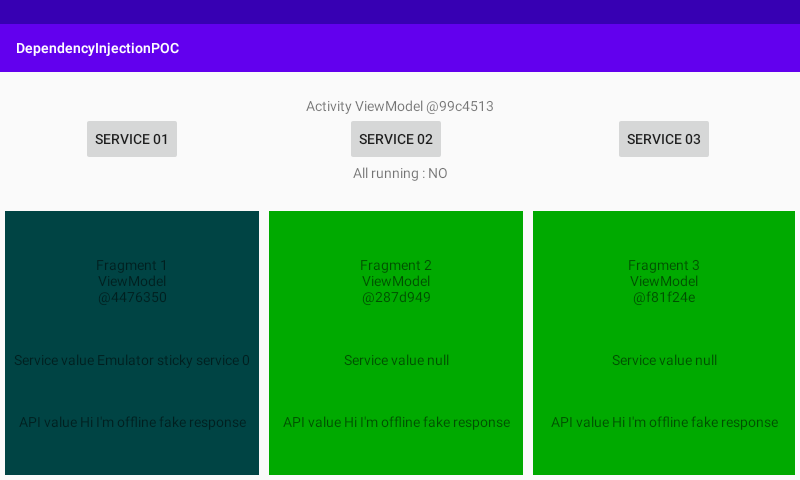 DependencyInjectionPOC
Activity ViewModel @99c4513
SERVICE 01
SERVICE 02
SERVICE 03
All running : NO
Fragment 1
ViewModel
@4476350
Service value Emulator sticky service 0
API value Hi I'm offline fake response
Fragment 2
ViewModel
@287d949
Service value null
API value Hi I'm offline fake response
Fragment 3
ViewModel
@f81f24e
Service value null
API value Hi I'm offline fake response